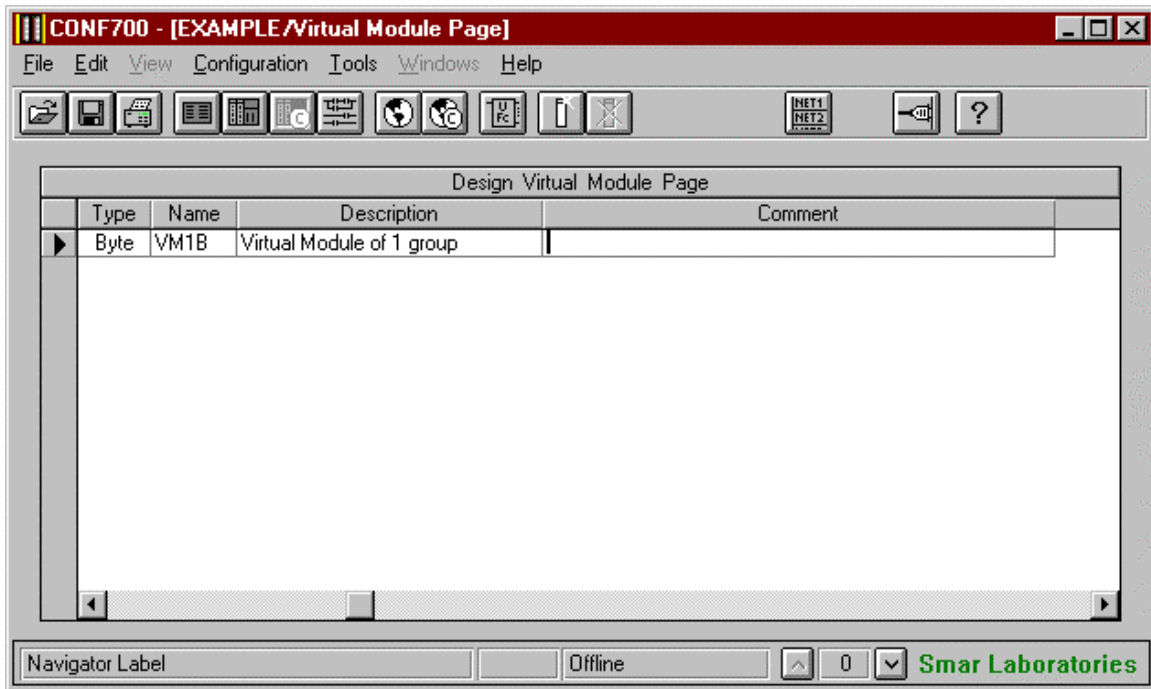 CONF700 - [EXAMPLE/Virtual Module Page]
File Edit View Configuration Tools Windows Help
C C U Fc NET1 NET2 ?
Design Virtual Module Page
Type Name Description Comment
Byte VM1B Virtual Module of 1 group
Navigator Label Offline 0 Smar Laboratories